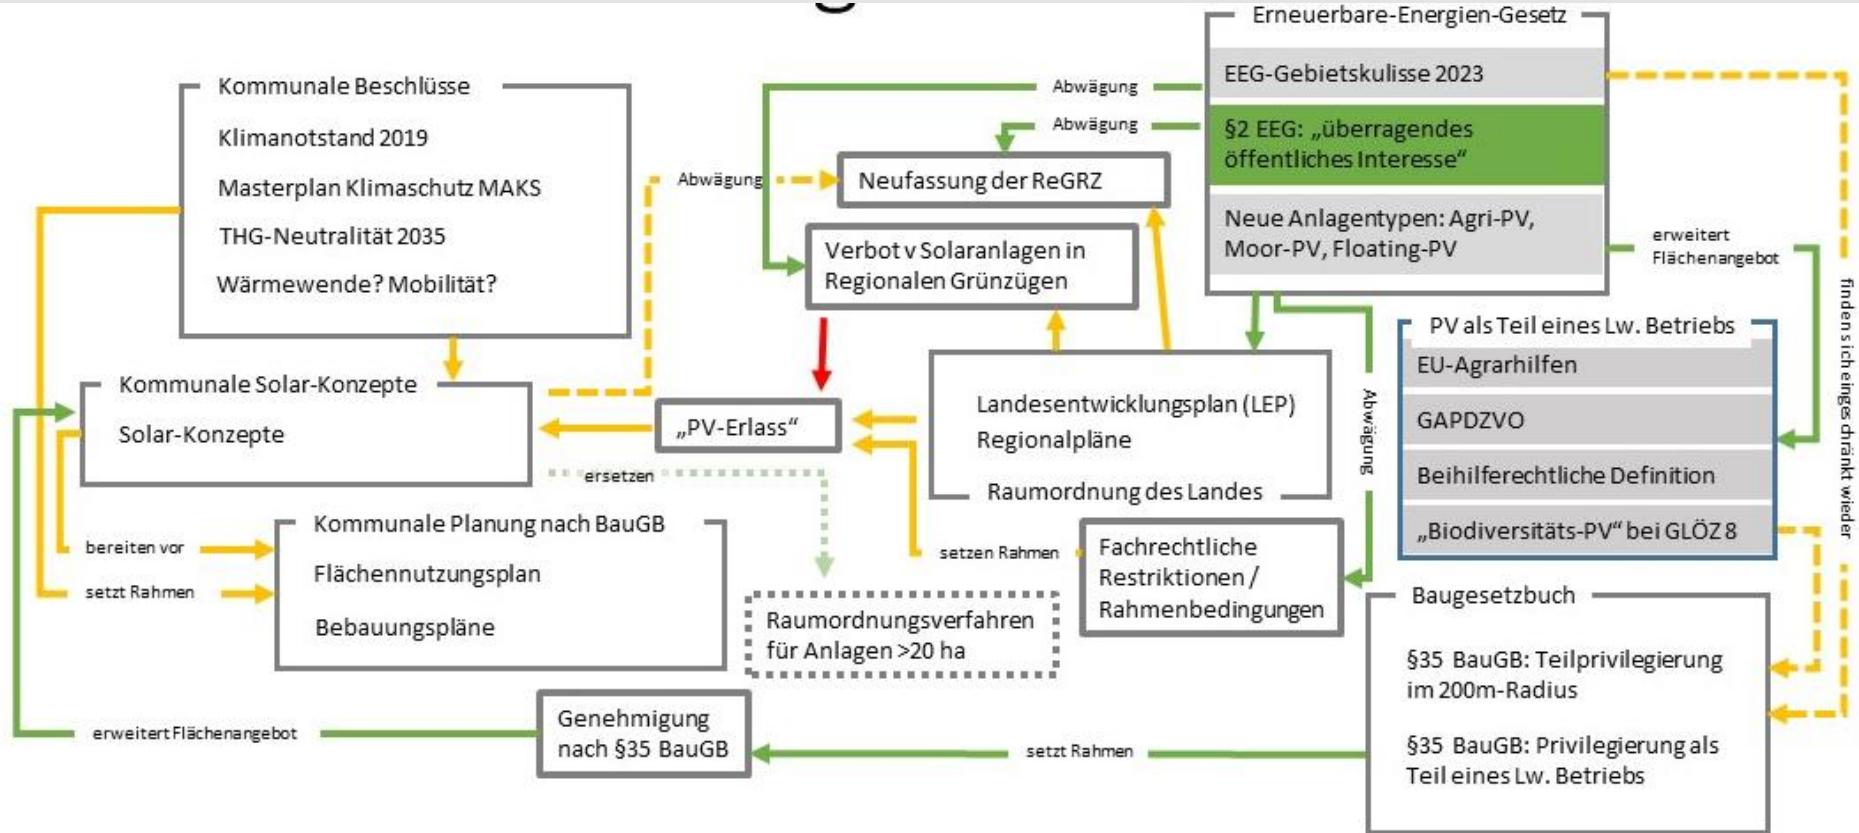 Erneuerbare-Energien-Gesetz
EEG-Gebietskulisse 2023
§2 EEG: „überragendes
öffentliches Interesse“
Neue Anlagentypen: Agri-PV,
Moor-PV, Floating-PV
Kommunale Beschlüsse
Klimanotstand 2019
Masterplan Klimaschutz MAKS
THG-Neutralität 2035
Wärmewende? Mobilität?
Abwägung
Abwägung
Abwägung
Neufassung der ReGRZ
Verbot v Solaranlagen in
Regionalen Grünzügen
erweitert
Flächenangebot
finden sich eingeschränkt wieder
PV als Teil eines Lw. Betriebs
EU-Agrarhilfen
GAPDZVO
Beihilferechtliche Definition
„Biodiversitäts-PV“ bei GLÖZ 8
Kommunale Solar-Konzepte
Solar-Konzepte
„PV-Erlass“
Landesentwicklungsplan (LEP)
Regionalpläne
Raumordnung des Landes
Abwägung
ersetzen
Kommunale Planung nach BauGB
Flächennutzungsplan
Bebauungspläne
bereiten vor
setzt Rahmen
setzen Rahmen
Fachrechtliche
Restriktionen /
Rahmenbedingungen
Raumordnungsverfahren
für Anlagen >20 ha
Baugesetzbuch
§35 BauGB: Teilprivilegierung
im 200m-Radius
§35 BauGB: Privilegierung als
Teil eines Lw. Betriebs
Genehmigung
nach §35 BauGB
erweitert Flächenangebot
setzt Rahmen